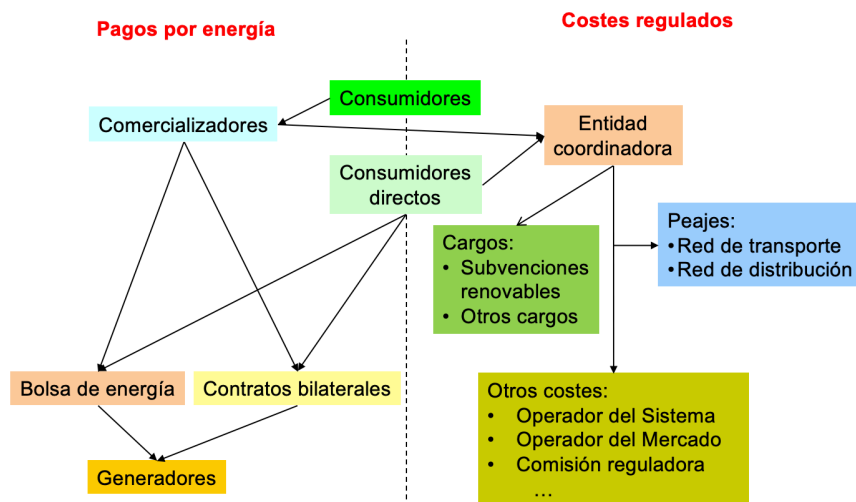 Pagos por energía
Costes regulados
Consumidores
Comercializadores
Entidad
coordinadora
Consumidores
directos
Cargos:
• Subvenciones
renovables
• Otros cargos
Peajes:
•Red de transporte
•Red de distribución
Bolsa de energía
Contratos bilaterales
Generadores
Otros costes:
• Operador del Sistema
• Operador del Mercado
• Comisión reguladora
…